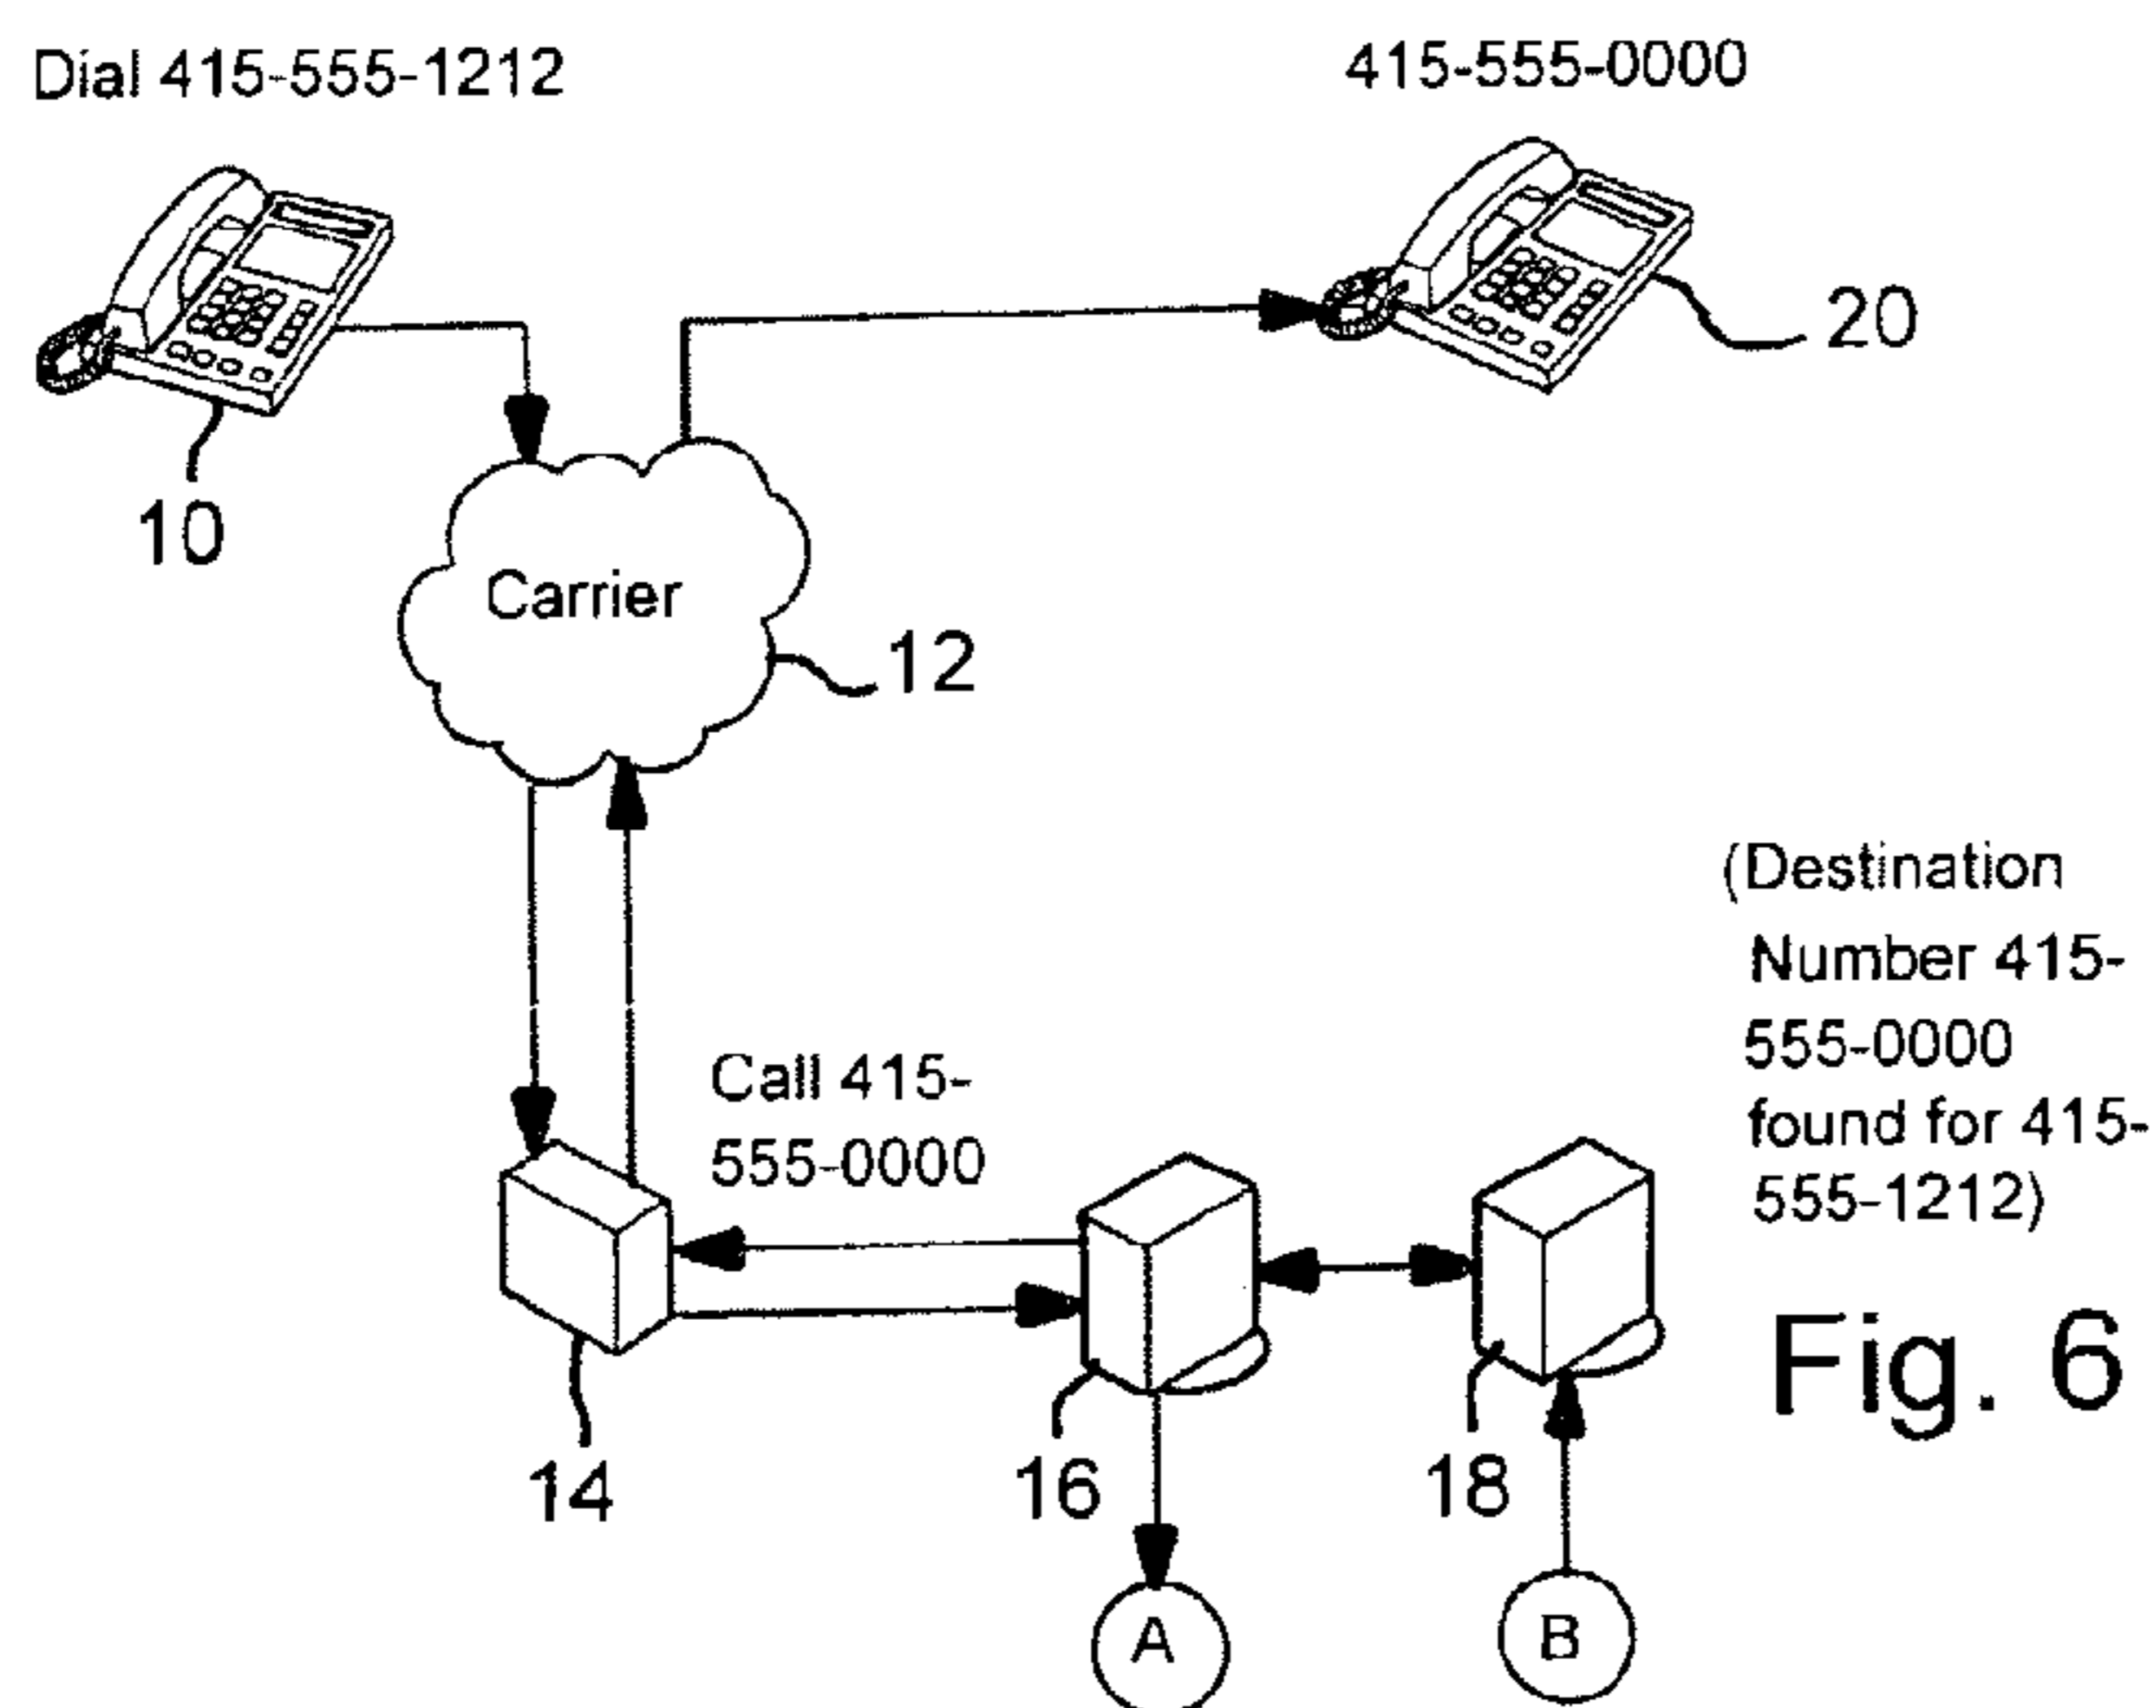 Dial 415-555-1212
415-555-0000
20
10
Carrier
12
(Destination
Number 415-
555-0000
found for 415-
555-1212)
Call 415-
555-0000
Fig. 6
14
16
18
A
B